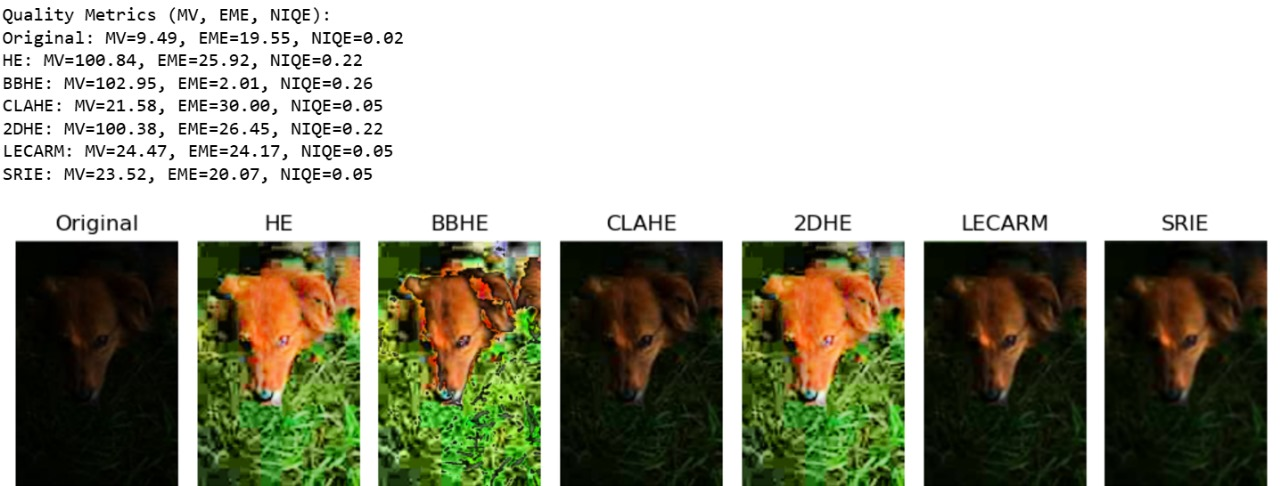 Quality Metrics (MV, EME, NIQE):
Original: MV=9.49, EME=19.55, NIQE=0.02
HE: MV=100.84, EME=25.92, NIQE=0.22
BBHE: MV=102.95, EME=2.01, NIQE=0.26
CLAHE: MV=21.58, EME=30.00, NIQE=0.05
2DHE: MV=100.38, EME=26.45, NIQE=0.22
LECARM: MV=24.47, EME=24.17, NIQE=0.05
SRIE: MV=23.52, EME=20.07, NIQE=0.05
Original HE BBHE CLAHE 2DHE LECARM SRIE